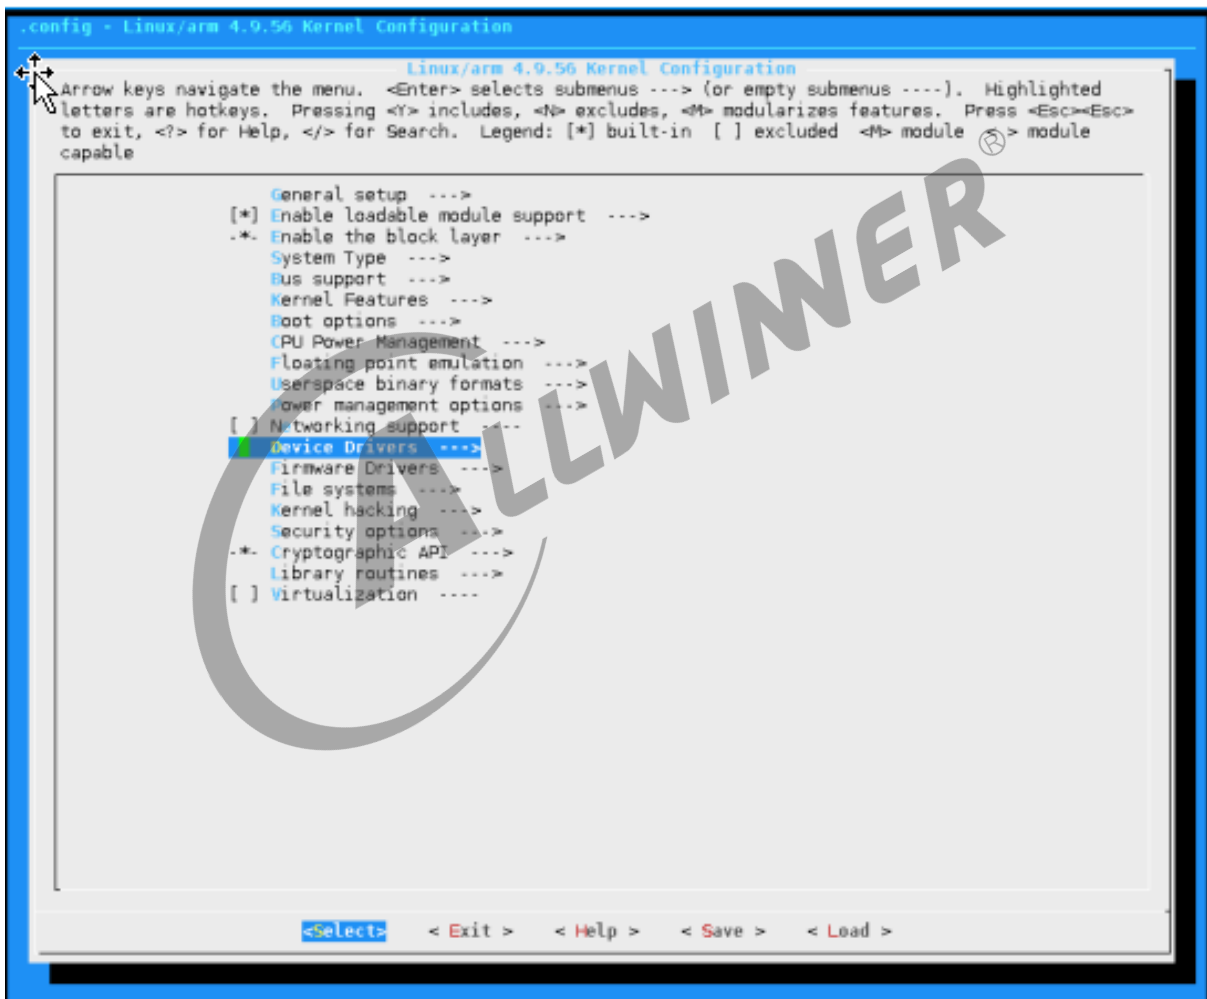 .config - Linux/arm 4.9.56 Kernel Configuration
Linux/arm 4.9.56 Kernel Configuration
Arrow keys navigate the menu.  <Enter> selects submenus ---> (or empty submenus ----).  Highlighted
letters are hotkeys.  Pressing <Y> includes, <N> excludes, <M> modularizes features.  Press <Esc><Esc>
to exit, <?> for Help, </> for Search.  Legend: [*] built-in  [ ] excluded  <M> module  < > module
capable
General setup  --->
[*] Enable loadable module support  --->
-*- Enable the block layer  --->
System Type  --->
Bus support  --->
Kernel Features  --->
Boot options  --->
CPU Power Management  --->
Floating point emulation  --->
Userspace binary formats  --->
Power management options  --->
[ ] Networking support  ----
Device Drivers  --->
Firmware Drivers  --->
File systems  --->
Kernel hacking  --->
Security options  --->
-*- Cryptographic API  --->
Library routines  --->
[ ] Virtualization  ----
ALLWINNER®
<Select>    < Exit >    < Help >    < Save >    < Load >